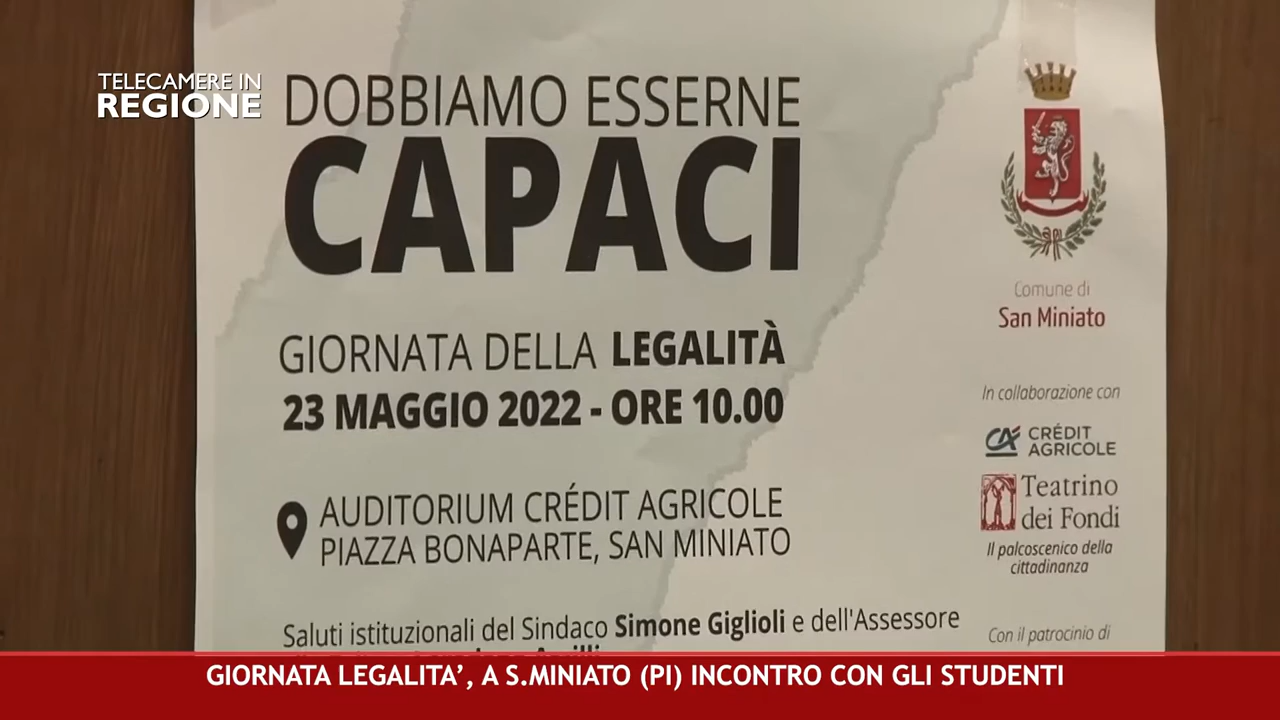 TELECAMERE IN
REGIONE
DOBBIAMO ESSERNE
CAPACI
GIORNATA DELLA LEGALITÀ
23 MAGGIO 2022 - ORE 10.00
AUDITORIUM CRÉDIT AGRICOLE
PIAZZA BONAPARTE, SAN MINIATO
Saluti istituzionali del Sindaco Simone Giglioli e dell'Assessore
Comune di
San Miniato
In collaborazione con
CA CRÉDIT
AGRICOLE
Teatrino
dei Fondi
Il palcoscenico della
cittadinanza
Con il patrocinio di
GIORNATA LEGALITA’, A S.MINIATO (PI) INCONTRO CON GLI STUDENTI